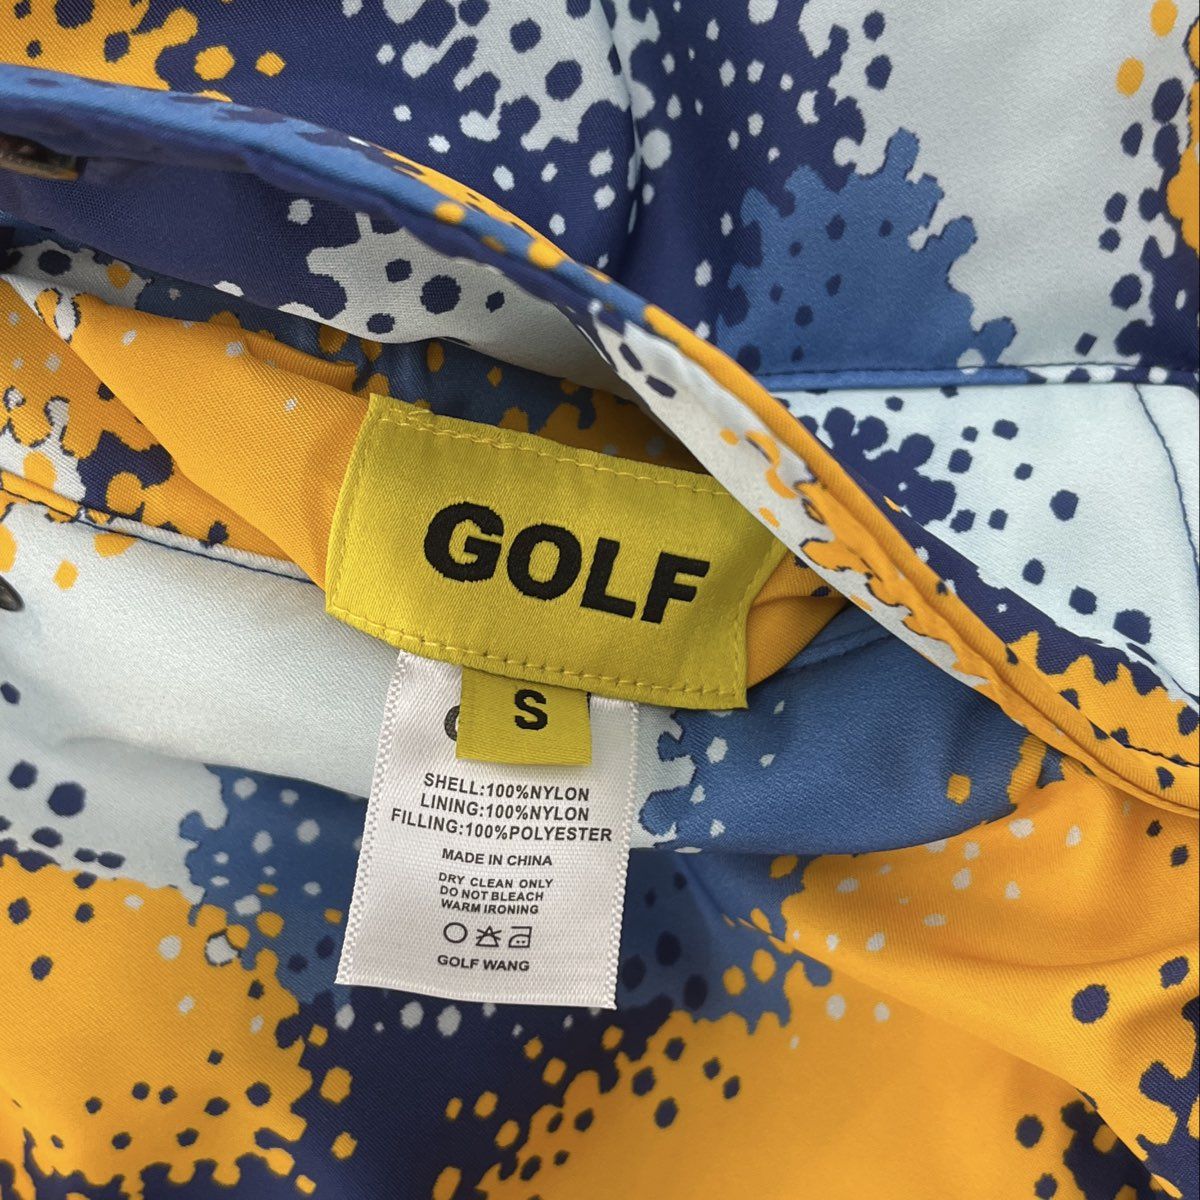 GOLF
S
SHELL:100%NYLON
LINING:100%NYLON
FILLING:100%POLYESTER
MADE IN CHINA
DRY CLEAN ONLY
DO NOT BLEACH
WARM IRONING
GOLF WANG